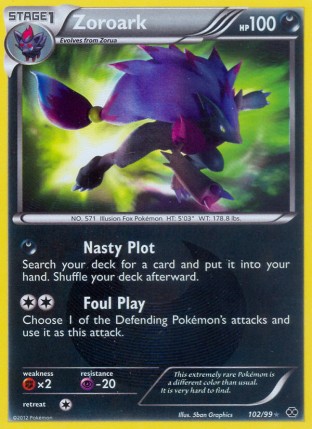 STAGE1 Zoroark HP100
Evolves from Zorua
NO. 571 Illusion Fox Pokémon HT: 5'03" WT: 178.8 lbs.
Nasty Plot
Search your deck for a card and put it into your
hand. Shuffle your deck afterward.
Foul Play
Choose 1 of the Defending Pokémon's attacks and
use it as this attack.
weakness resistance
×2 -20
This extremely rare Pokémon is
a different color than usual.
It is very hard to find.
retreat
©2012 Pokémon Illus. 5ban Graphics 102/99